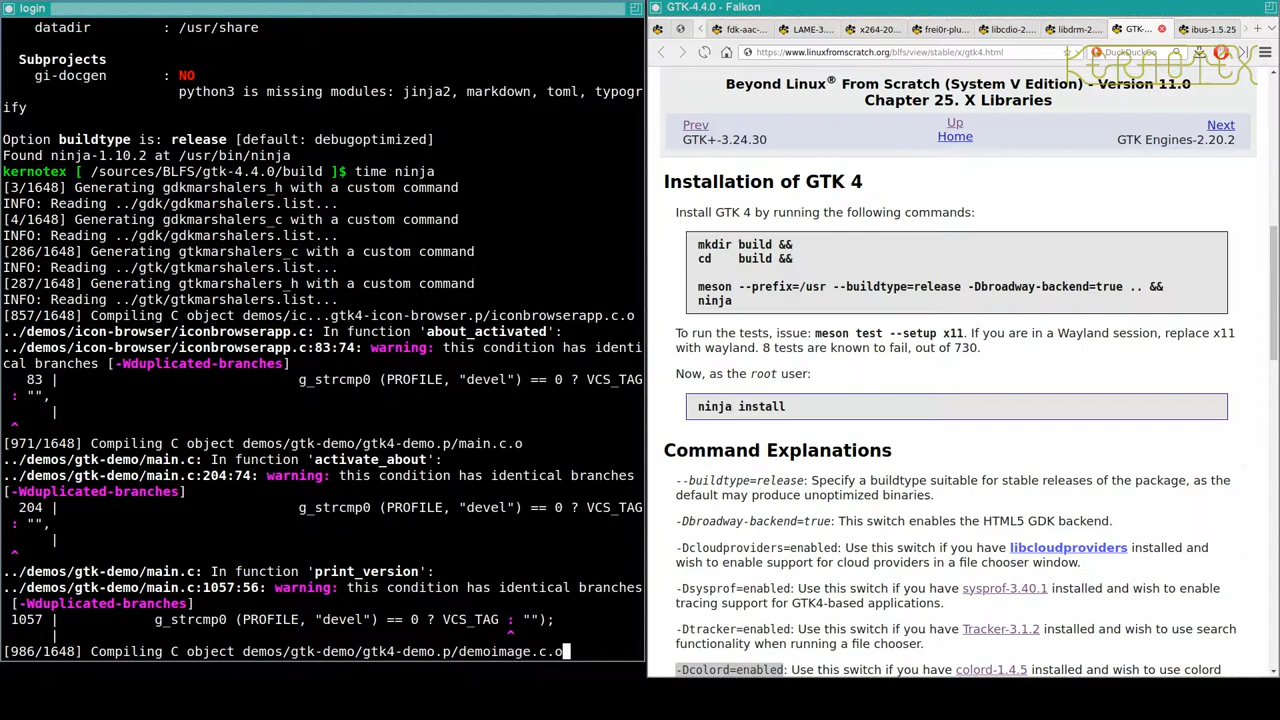 login
datadir : /usr/share
Subprojects
gi-docgen : NO
python3 is missing modules: jinja2, markdown, toml, typogr
ify
Option buildtype is: release [default: debugoptimized]
Found ninja-1.10.2 at /usr/bin/ninja
kernotex [ /sources/BLFS/gtk-4.4.0/build ]$ time ninja
[3/1648] Generating gdkmarshalers_h with a custom command
INFO: Reading ../gdk/gdkmarshalers.list...
[4/1648] Generating gdkmarshalers_c with a custom command
INFO: Reading ../gdk/gdkmarshalers.list...
[286/1648] Generating gtkmarshalers_c with a custom command
INFO: Reading ../gtk/gtkmarshalers.list...
[287/1648] Generating gtkmarshalers_h with a custom command
INFO: Reading ../gtk/gtkmarshalers.list...
[857/1648] Compiling C object demos/ic...gtk4-icon-browser.p/iconbrowserapp.c.o
../demos/icon-browser/iconbrowserapp.c: In function 'about_activated':
../demos/icon-browser/iconbrowserapp.c:83:74: warning: this condition has identi
cal branches [-Wduplicated-branches]
83 | g_strcmp0 (PROFILE, "devel") == 0 ? VCS_TAG
: "",
|
^
[971/1648] Compiling C object demos/gtk-demo/gtk4-demo.p/main.c.o
../demos/gtk-demo/main.c: In function 'activate_about':
../demos/gtk-demo/main.c:204:74: warning: this condition has identical branches
[-Wduplicated-branches]
204 | g_strcmp0 (PROFILE, "devel") == 0 ? VCS_TAG
: "",
|
^
../demos/gtk-demo/main.c: In function 'print_version':
../demos/gtk-demo/main.c:1057:56: warning: this condition has identical branches
[-Wduplicated-branches]
1057 | g_strcmp0 (PROFILE, "devel") == 0 ? VCS_TAG : "");
| ^
[986/1648] Compiling C object demos/gtk-demo/gtk4-demo.p/demoimage.c.o
GTK-4.4.0 - Falkon
fdk-aac-... LAME-3.... x264-20... frei0r-plu... libcdio-2... libdrm-2.... GTK-... ibus-1.5.25
https://www.linuxfromscratch.org/blfs/view/stable/x/gtk4.html DuckDuckGo
KERNOTEX
Beyond Linux® From Scratch (System V Edition) - Version 11.0
Chapter 25. X Libraries
Prev Up Next
GTK+-3.24.30 Home GTK Engines-2.20.2
Installation of GTK 4
Install GTK 4 by running the following commands:
mkdir build &&
cd build &&
meson --prefix=/usr --buildtype=release -Dbroadway-backend=true .. &&
ninja
To run the tests, issue: meson test --setup x11. If you are in a Wayland session, replace x11
with wayland. 8 tests are known to fail, out of 730.
Now, as the root user:
ninja install
Command Explanations
--buildtype=release: Specify a buildtype suitable for stable releases of the package, as the
default may produce unoptimized binaries.
-Dbroadway-backend=true: This switch enables the HTML5 GDK backend.
-Dcloudproviders=enabled: Use this switch if you have libcloudproviders installed and
wish to enable support for cloud providers in a file chooser window.
-Dsysprof=enabled: Use this switch if you have sysprof-3.40.1 installed and wish to enable
tracing support for GTK4-based applications.
-Dtracker=enabled: Use this switch if you have Tracker-3.1.2 installed and wish to use search
functionality when running a file chooser.
-Dcolord=enabled: Use this switch if you have colord-1.4.5 installed and wish to use colord